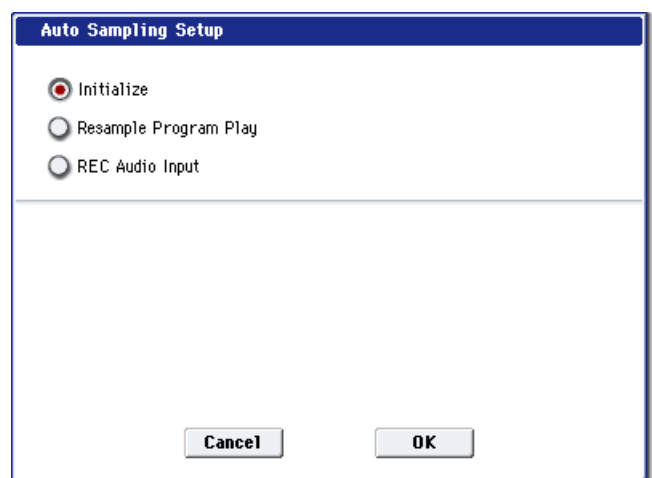 Auto Sampling Setup
Initialize
Resample Program Play
REC Audio Input
Cancel OK